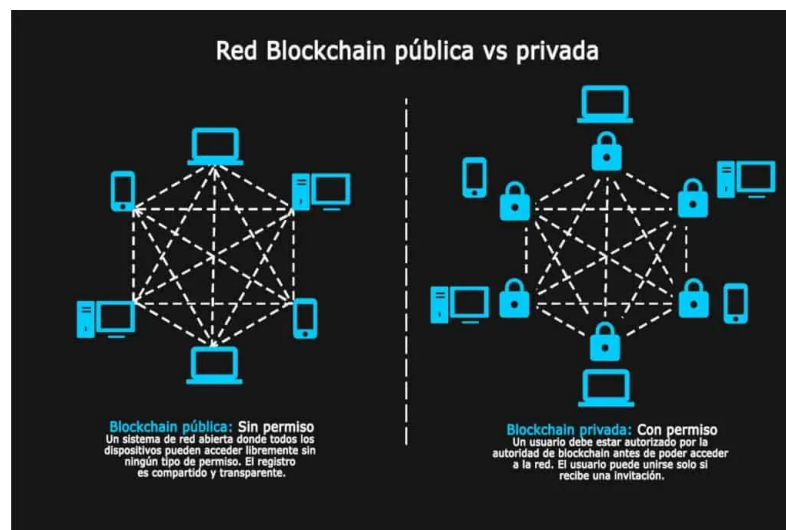 Red Blockchain pública vs privada
Blockchain pública: Sin permiso
Un sistema de red abierta donde todos los
dispositivos pueden acceder libremente sin
ningún tipo de permiso. El registro
es compartido y transparente.
Blockchain privada: Con permiso
Un usuario debe estar autorizado por la
autoridad de blockchain antes de poder acceder
a la red. El usuario puede unirse solo si
recibe una invitación.